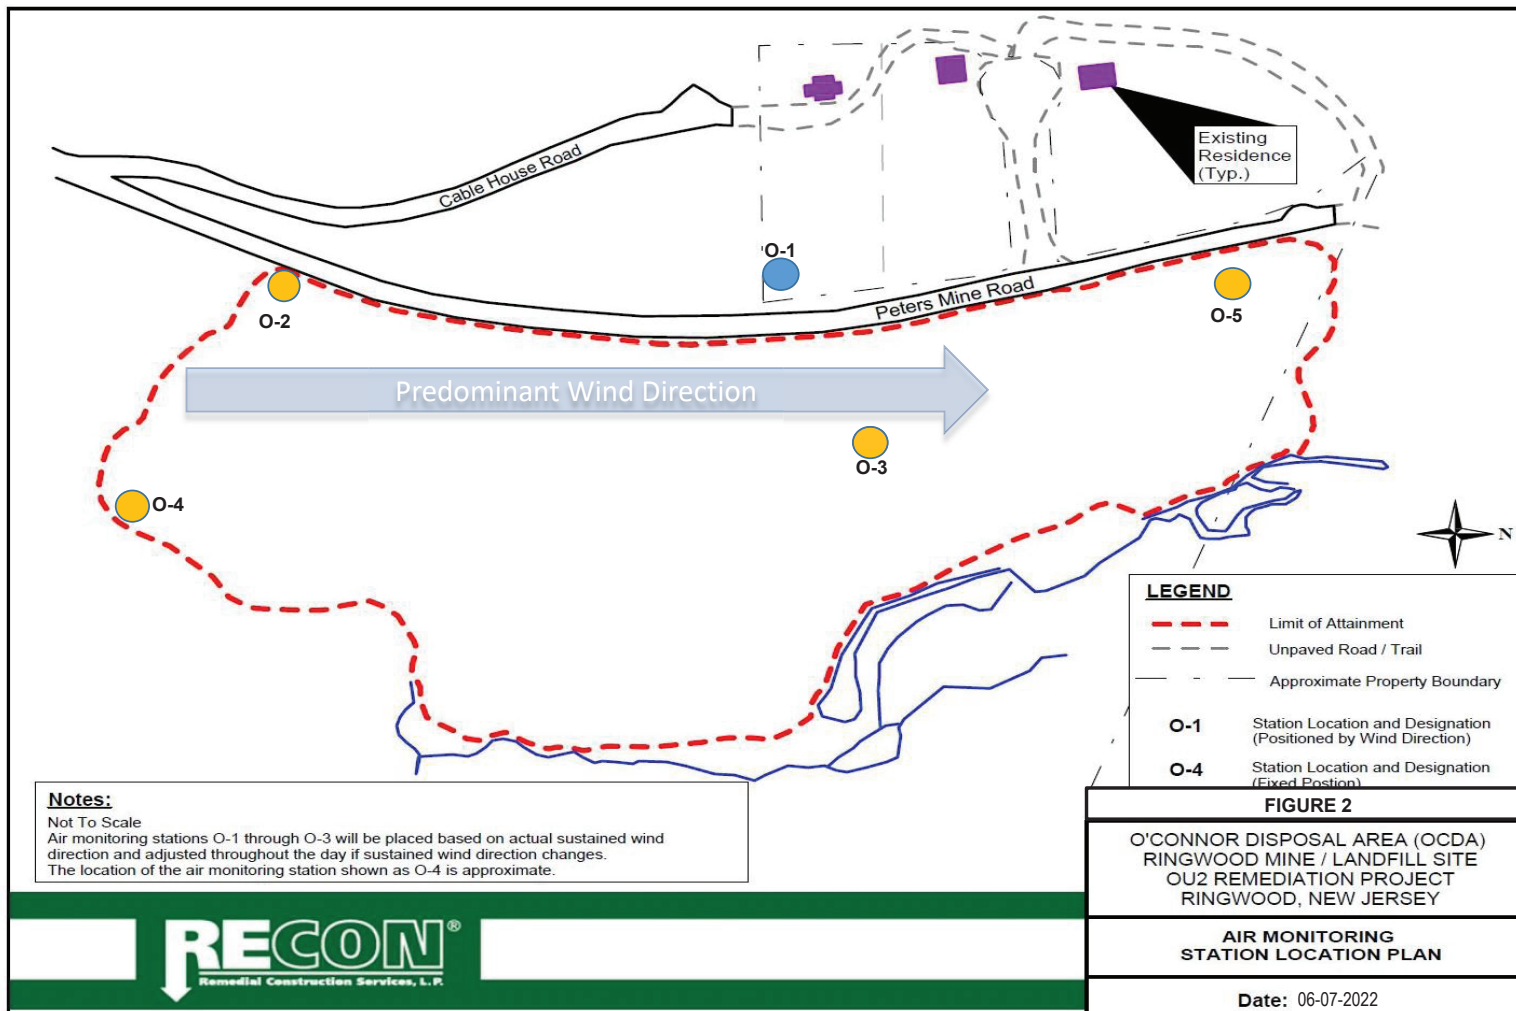 Existing
Residence
(Typ.)
Cable House Road
O-1
Peters Mine Road
O-2
O-5
Predominant Wind Direction
O-3
O-4
N
LEGEND
Limit of Attainment
Unpaved Road / Trail
Approximate Property Boundary
O-1
Station Location and Designation
(Positioned by Wind Direction)
O-4
Station Location and Designation
(Fixed Postion)
Notes:
Not To Scale
Air monitoring stations O-1 through O-3 will be placed based on actual sustained wind
direction and adjusted throughout the day if sustained wind direction changes.
The location of the air monitoring station shown as O-4 is approximate.
FIGURE 2
O'CONNOR DISPOSAL AREA (OCDA)
RINGWOOD MINE / LANDFILL SITE
OU2 REMEDIATION PROJECT
RINGWOOD, NEW JERSEY
AIR MONITORING
STATION LOCATION PLAN
Date: 06-07-2022
RECON®
Remedial Construction Services, L.P.